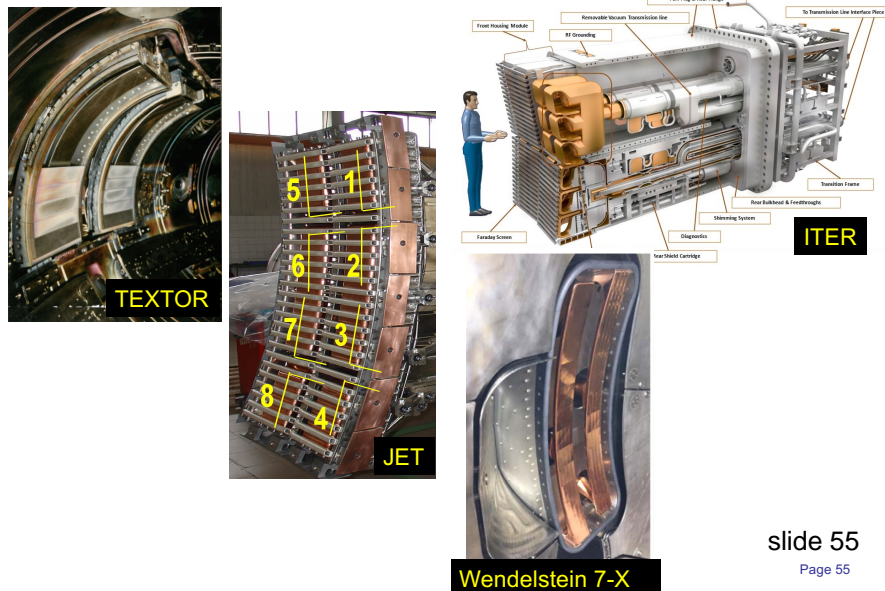 TEXTOR
5
1
6
2
7
3
8
4
JET
To Transmission Line Interface Piece
Removable Vacuum Transmission line
Front Housing Module
RF Grounding
Transition Frame
Rear Bulkhead & Feedthroughs
Shimming System
Diagnostics
Faraday Screen
Rear Shield Cartridge
ITER
Wendelstein 7-X
slide 55
Page 55